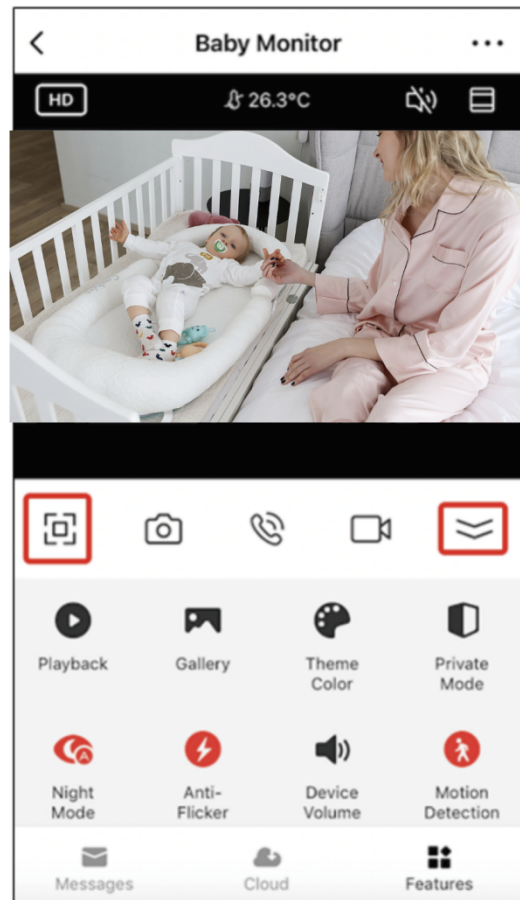 Baby Monitor
HD
26.3°C
Playback
Gallery
Theme
Color
Private
Mode
Night
Mode
Anti-
Flicker
Device
Volume
Motion
Detection
Messages
Cloud
Features